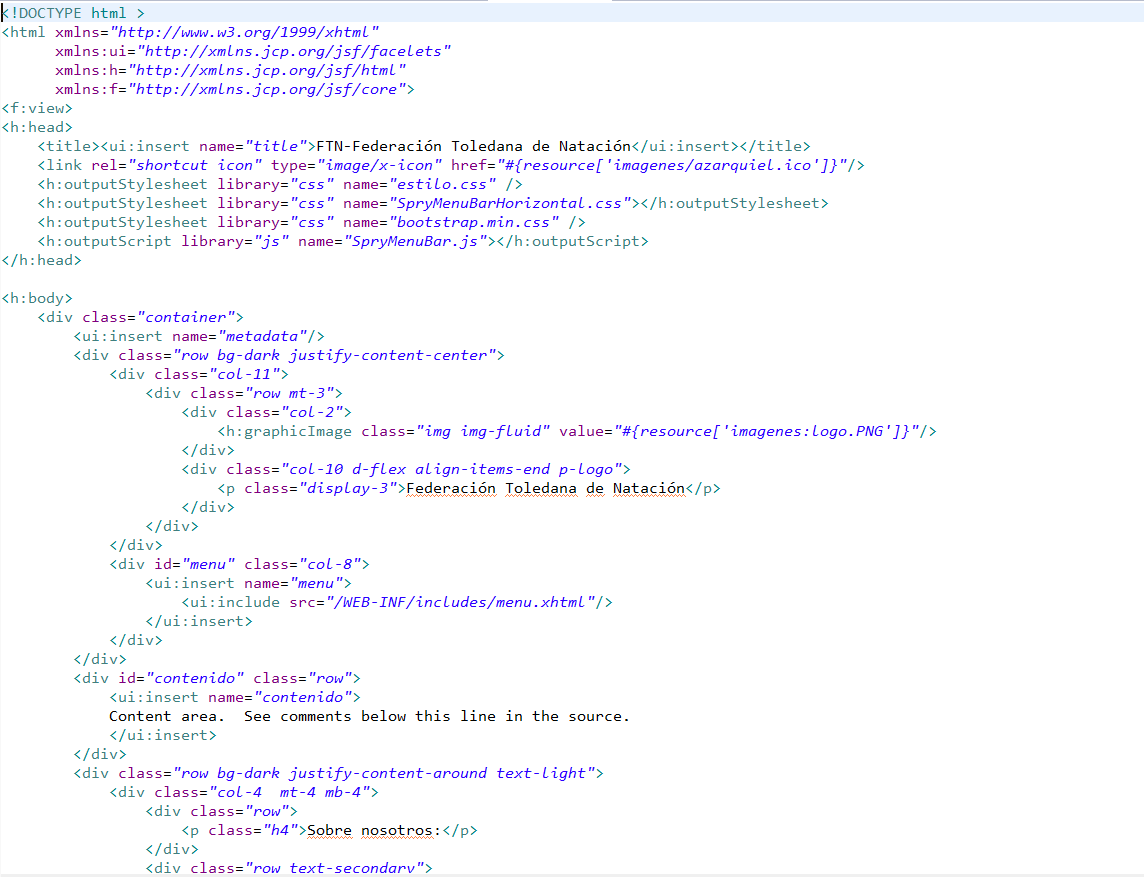 <!DOCTYPE html >
<html xmlns="http://www.w3.org/1999/xhtml"
      xmlns:ui="http://xmlns.jcp.org/jsf/facelets"
      xmlns:h="http://xmlns.jcp.org/jsf/html"
      xmlns:f="http://xmlns.jcp.org/jsf/core">
<f:view>
<h:head>
    <title><ui:insert name="title">FTN-Federación Toledana de Natación</ui:insert></title>
    <link rel="shortcut icon" type="image/x-icon" href="#{resource['imagenes/azarquiel.ico']}"/>
    <h:outputStylesheet library="css" name="estilo.css" />
    <h:outputStylesheet library="css" name="SpryMenuBarHorizontal.css"></h:outputStylesheet>
    <h:outputStylesheet library="css" name="bootstrap.min.css" />
    <h:outputScript library="js" name="SpryMenuBar.js"></h:outputScript>
</h:head>

<h:body>
    <div class="container">
        <ui:insert name="metadata"/>
        <div class="row bg-dark justify-content-center">
            <div class="col-11">
                <div class="row mt-3">
                    <div class="col-2">
                        <h:graphicImage class="img img-fluid" value="#{resource['imagenes:logo.PNG']}"/>
                    </div>
                    <div class="col-10 d-flex align-items-end p-logo">
                        <p class="display-3">Federación Toledana de Natación</p>
                    </div>
                </div>
            </div>
            <div id="menu" class="col-8">
                <ui:insert name="menu">
                    <ui:include src="/WEB-INF/includes/menu.xhtml"/>
                </ui:insert>
            </div>
        </div>
        <div id="contenido" class="row">
            <ui:insert name="contenido">
            Content area.  See comments below this line in the source.
            </ui:insert>
        </div>
        <div class="row bg-dark justify-content-around text-light">
            <div class="col-4  mt-4 mb-4">
                <div class="row">
                    <p class="h4">Sobre nosotros:</p>
                </div>
                <div class="row text-secondary">